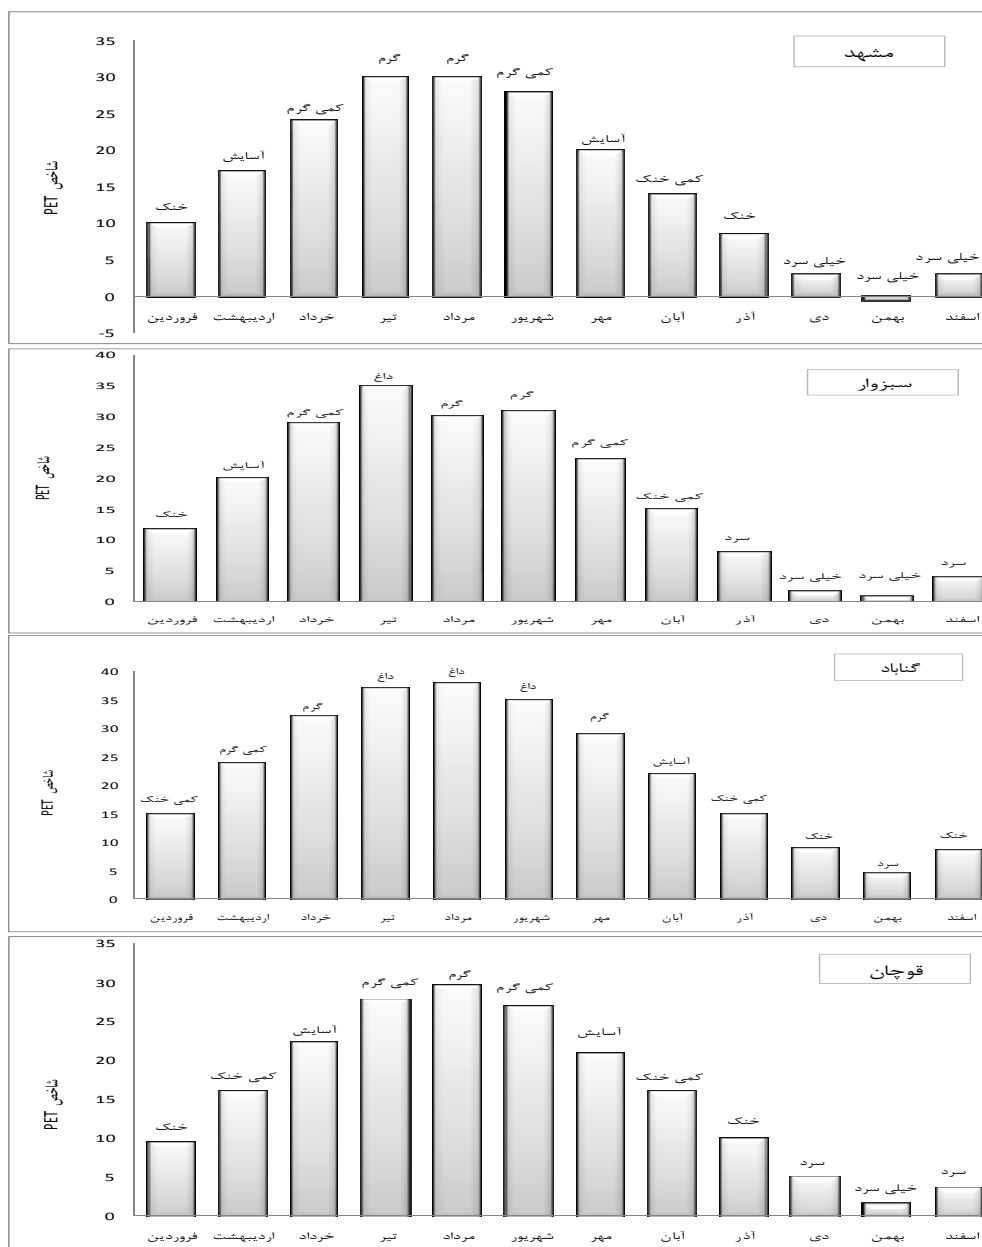 مشهد
شاخص PET
35
30
25
20
15
10
5
0
-5
خنک
آسایش
کمی گرم
گرم
گرم
کمی گرم
آسایش
کمی خنک
خنک
خیلی سرد
خیلی سرد
خیلی سرد
فروردین اردیبهشت خرداد تیر مرداد شهریور مهر آبان آذر دی بهمن اسفند
سبزوار
شاخص PET
40
35
30
25
20
15
10
5
0
خنک
آسایش
کمی گرم
داغ
گرم
گرم
کمی گرم
کمی خنک
سرد
خیلی سرد
خیلی سرد
سرد
فروردین اردیبهشت خرداد تیر مرداد شهریور مهر آبان آذر دی بهمن اسفند
گناباد
شاخص PET
40
35
30
25
20
15
10
5
0
کمی خنک
کمی گرم
گرم
داغ
داغ
داغ
گرم
آسایش
کمی خنک
خنک
سرد
خنک
فروردین اردیبهشت خرداد تیر مرداد شهریور مهر آبان آذر دی بهمن اسفند
قوچان
شاخص PET
35
30
25
20
15
10
5
0
خنک
کمی خنک
آسایش
کمی گرم
گرم
کمی گرم
آسایش
کمی خنک
خنک
سرد
خیلی سرد
سرد
فروردین اردیبهشت خرداد تیر مرداد شهریور مهر آبان آذر دی بهمن اسفند